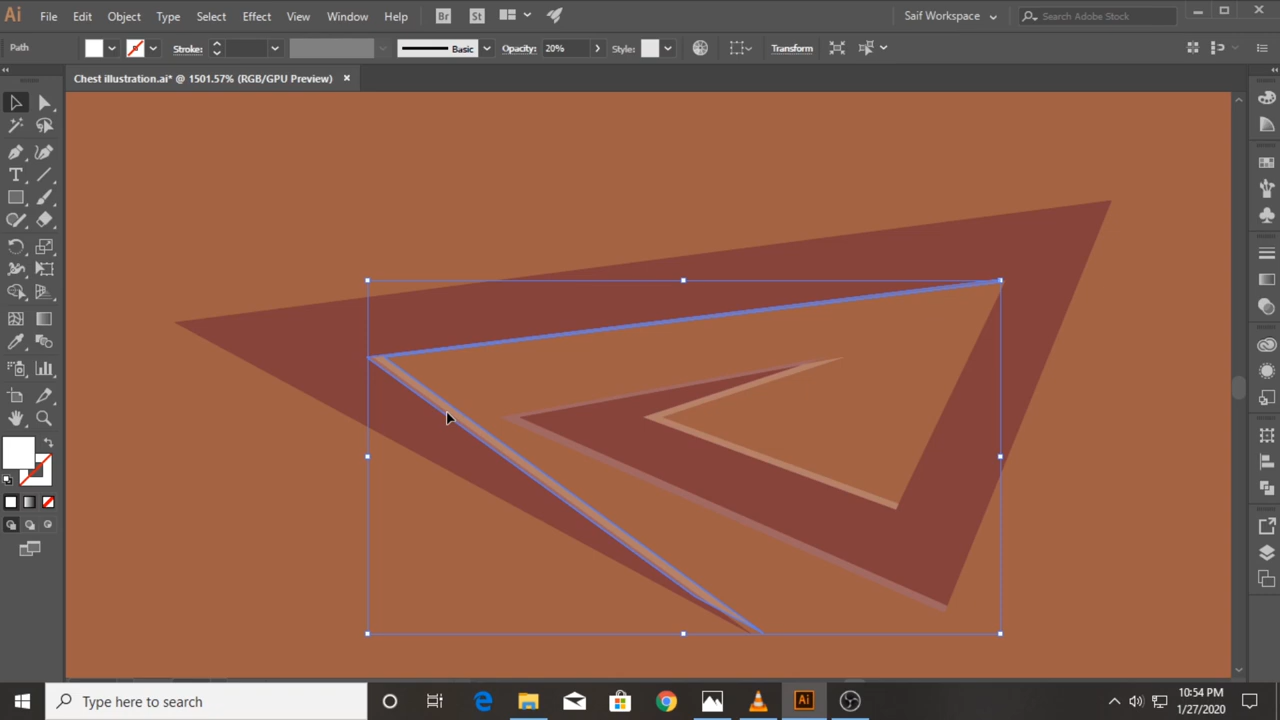 Ai File Edit Object Type Select Effect View Window Help Br St Saif Workspace Search Adobe Stock
Path Stroke: Basic Opacity: 20% Style: Transform
Chest illustration.ai* @ 1501.57% (RGB/GPU Preview) ×
T
Type here to search Ai 10:54 PM
1/27/2020